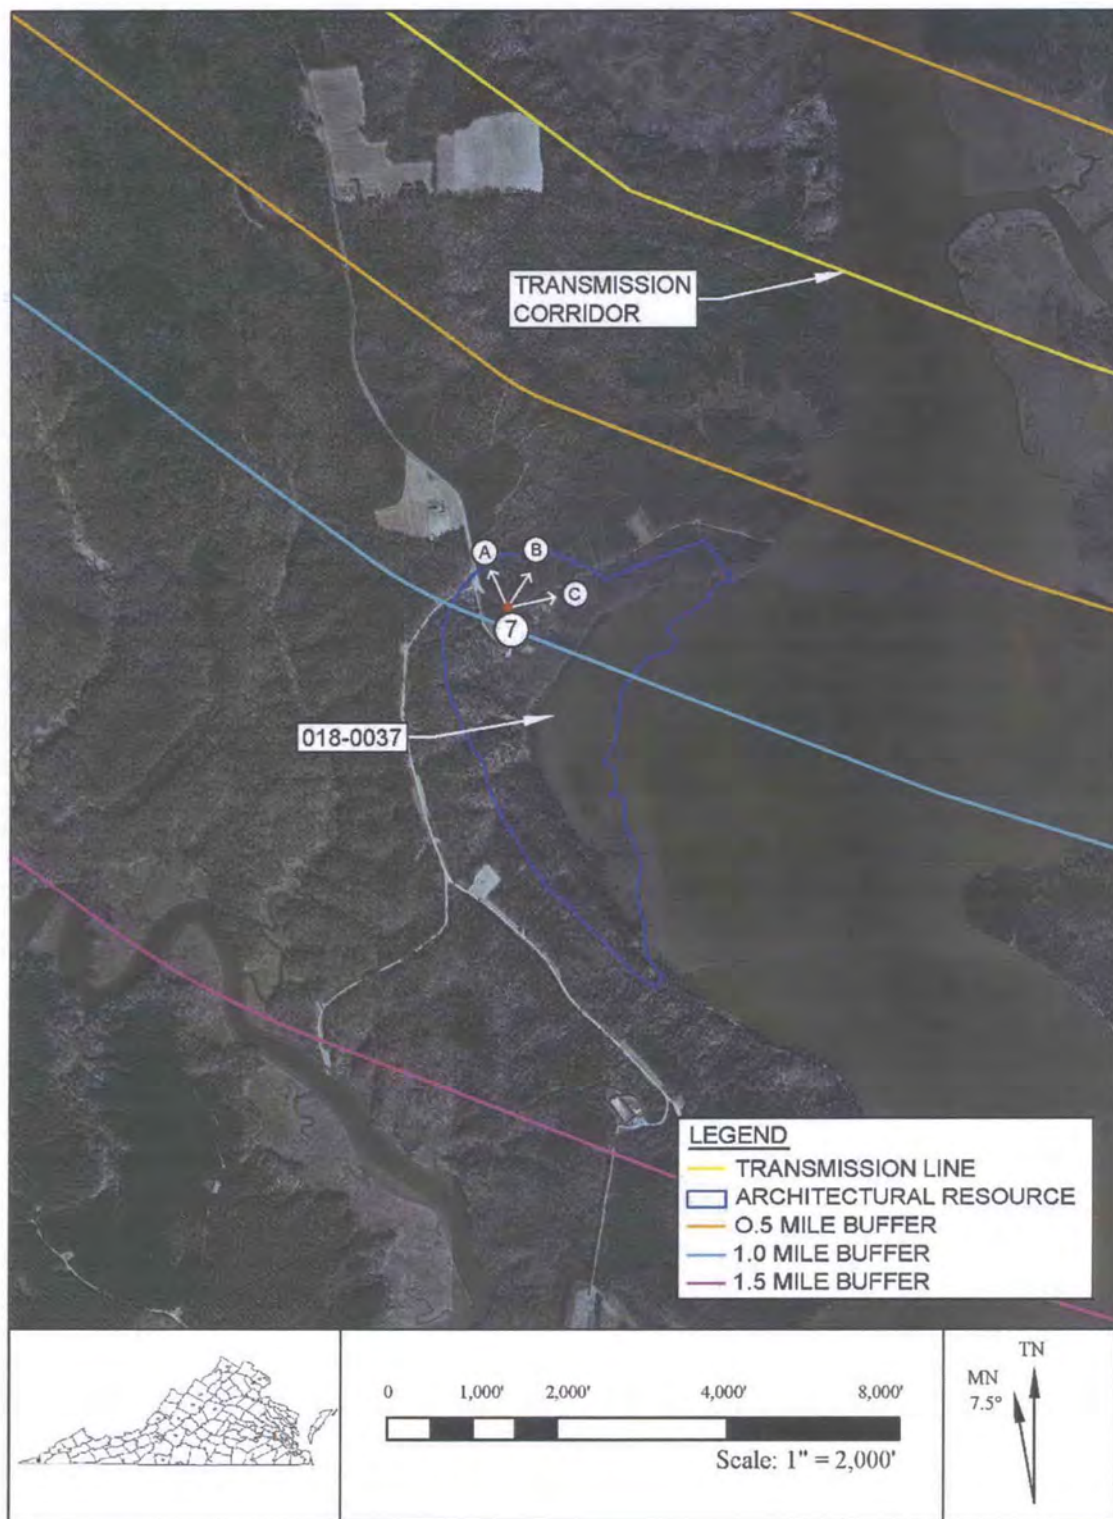 TRANSMISSION
CORRIDOR
A
B
C
7
018-0037
LEGEND
TRANSMISSION LINE
ARCHITECTURAL RESOURCE
O.5 MILE BUFFER
1.0 MILE BUFFER
1.5 MILE BUFFER
0 1,000' 2,000' 4,000' 8,000'
Scale: 1" = 2,000'
TN
MN
7.5°